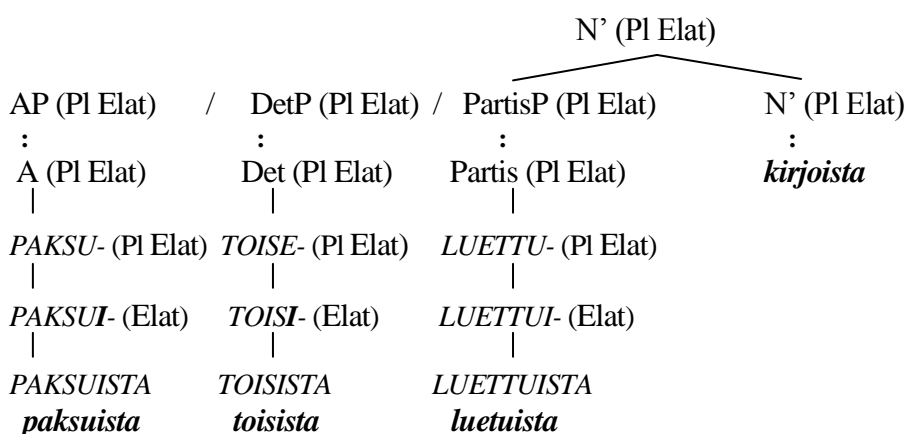 N’ (Pl Elat)
AP (Pl Elat) / DetP (Pl Elat) / PartisP (Pl Elat) N’ (Pl Elat)
: : : :
A (Pl Elat) Det (Pl Elat) Partis (Pl Elat) kirjoista
PAKSU- (Pl Elat) TOISE- (Pl Elat) LUETTU- (Pl Elat)
PAKSUI- (Elat) TOISI- (Elat) LUETTUI- (Elat)
PAKSUISTA TOISISTA LUETTUISTA
paksuista toisista luetuista